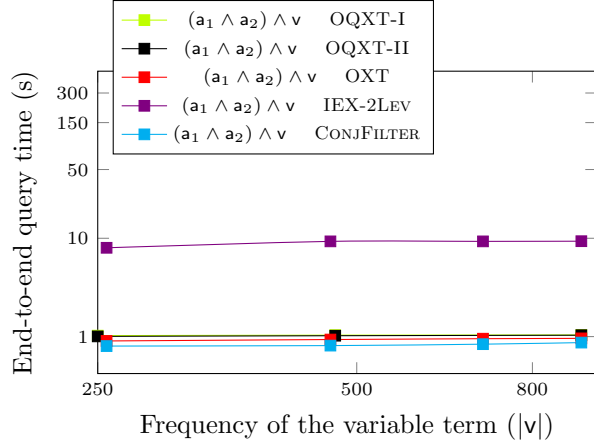 (a₁ ∧ a₂) ∧ v OQXT-I
(a₁ ∧ a₂) ∧ v OQXT-II
(a₁ ∧ a₂) ∧ v OXT
(a₁ ∧ a₂) ∧ v IEX-2LEV
(a₁ ∧ a₂) ∧ v CONJFILTER
End-to-end query time (s)
300
150
50
10
1
250
500
800
Frequency of the variable term (|v|)